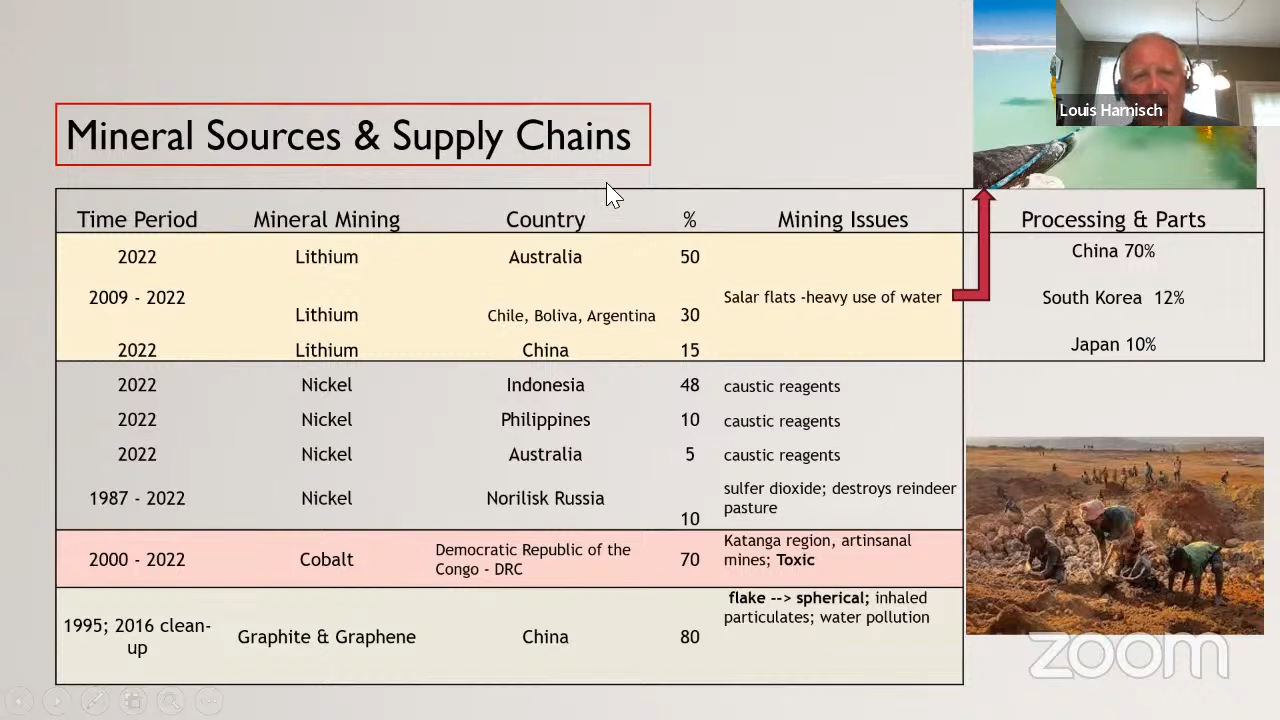 Louis Harnisch
Mineral Sources & Supply Chains
Time Period Mineral Mining Country % Mining Issues Processing & Parts
2022 Lithium Australia 50 China 70%
2009 - 2022 Lithium Chile, Boliva, Argentina 30 Salar flats -heavy use of water South Korea 12%
2022 Lithium China 15 Japan 10%
2022 Nickel Indonesia 48 caustic reagents
2022 Nickel Philippines 10 caustic reagents
2022 Nickel Australia 5 caustic reagents
1987 - 2022 Nickel Norilisk Russia 10 sulfer dioxide; destroys reindeer
pasture
2000 - 2022 Cobalt Democratic Republic of the
Congo - DRC 70 Katanga region, artinsanal
mines; Toxic
1995; 2016 clean-
up Graphite & Graphene China 80 flake --> spherical; inhaled
particulates; water pollution
zoom